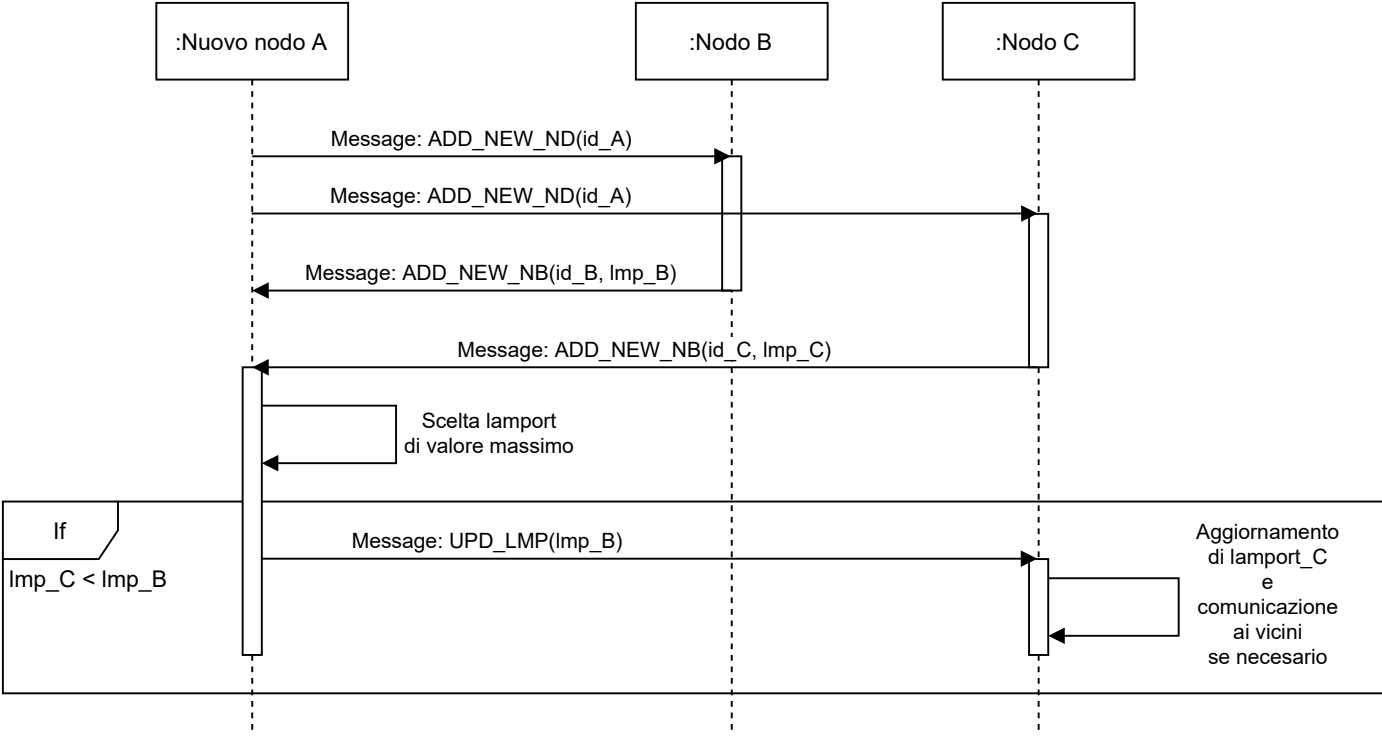 :Nuovo nodo A
:Nodo B
:Nodo C
Message: ADD_NEW_ND(id_A)
Message: ADD_NEW_ND(id_A)
Message: ADD_NEW_NB(id_B, lmp_B)
Message: ADD_NEW_NB(id_C, lmp_C)
Scelta lamport
di valore massimo
If
lmp_C < lmp_B
Message: UPD_LMP(lmp_B)
Aggiornamento
di lamport_C
e
comunicazione
ai vicini
se necesario